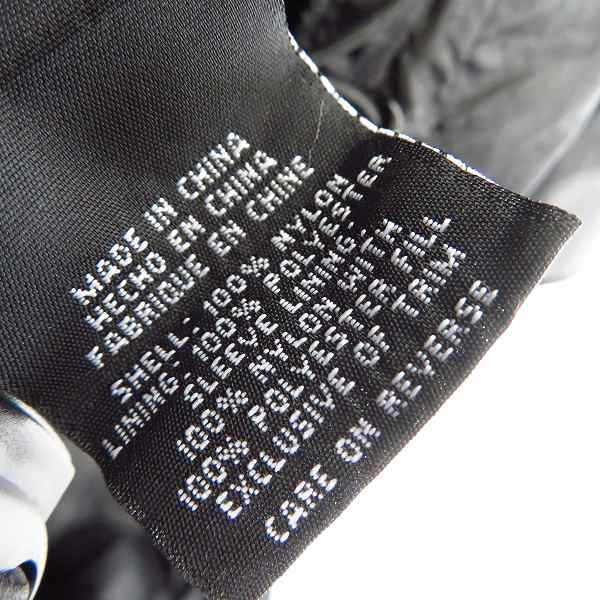 MADE IN CHINA
HECHO EN CHINA
FABRIQUE EN CHINE
SHELL: 100% NYLON
LINING: 100% POLYESTER
SLEEVE LINING:
100% NYLON WITH
100% POLYESTER FILL
EXCLUSIVE OF TRIM
CARE ON REVERSE